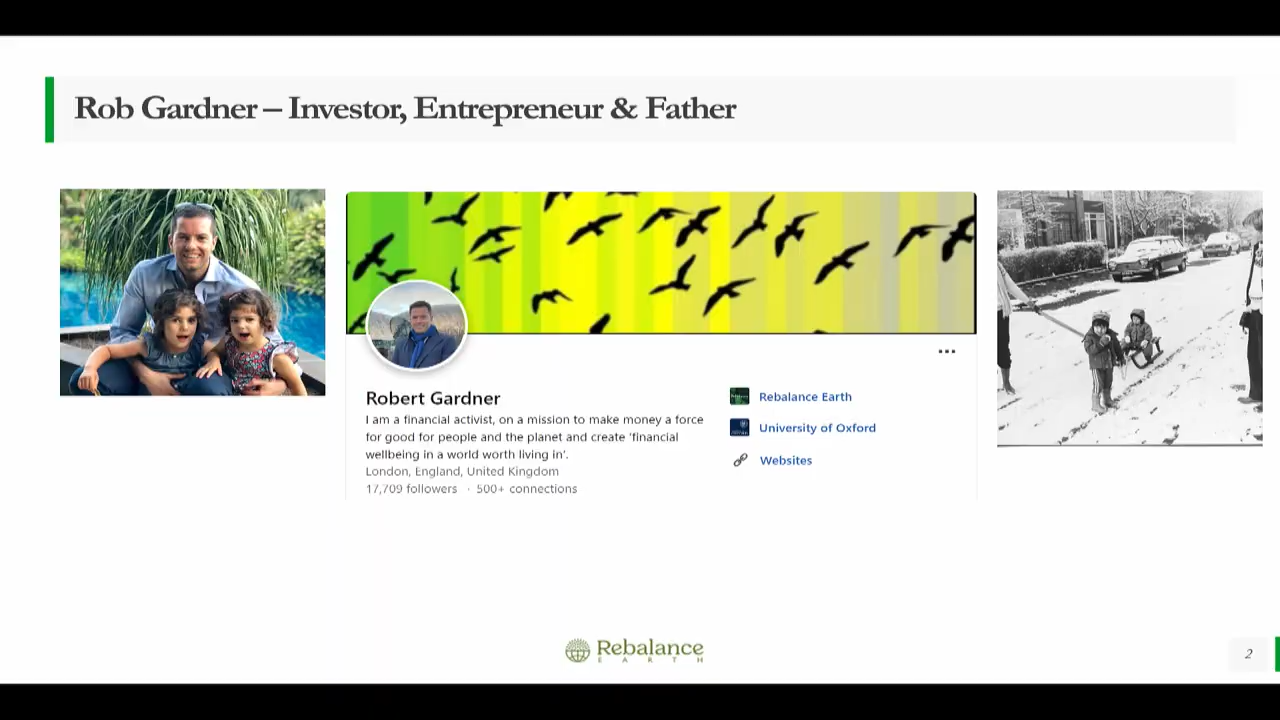 Rob Gardner – Investor, Entrepreneur & Father
Robert Gardner
I am a financial activist, on a mission to make money a force
for good for people and the planet and create 'financial
wellbeing in a world worth living in'.
London, England, United Kingdom
17,709 followers · 500+ connections
Rebalance Earth
University of Oxford
Websites
Rebalance
EARTH
2